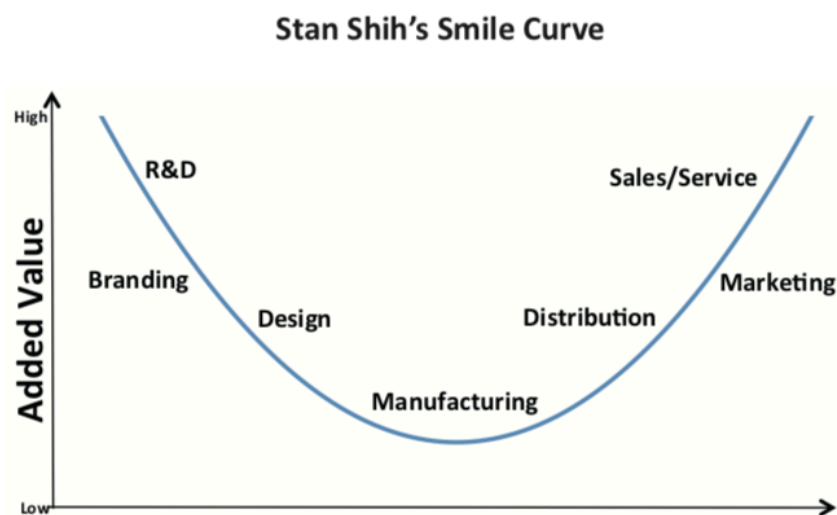 Stan Shih's Smile Curve
High
R&D
Sales/Service
Branding
Marketing
Design
Distribution
Manufacturing
Added Value
Low